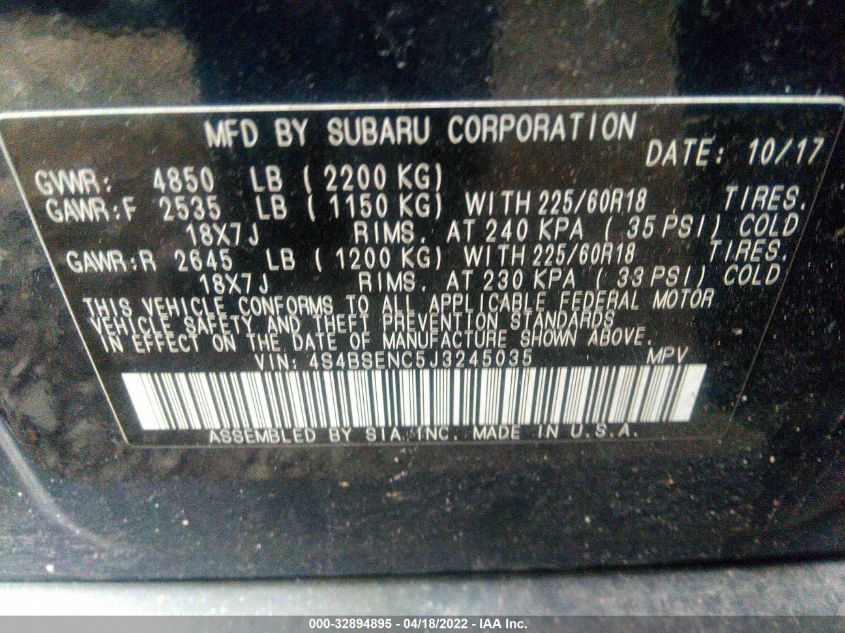 MFD BY SUBARU CORPORATION
DATE: 10/17
GVWR: 4850 LB ( 2200 KG)
GAWR:F 2535 LB ( 1150 KG) WITH 225/60R18 TIRES.
18X7J RIMS. AT 240 KPA ( 35 PSI) COLD
GAWR:R 2645 LB ( 1200 KG) WITH 225/60R18 TIRES.
18X7J RIMS. AT 230 KPA ( 33 PSI) COLD
THIS VEHICLE CONFORMS TO ALL APPLICABLE FEDERAL MOTOR
VEHICLE SAFETY AND THEFT PREVENTION STANDARDS
IN EFFECT ON THE DATE OF MANUFACTURE SHOWN ABOVE.
VIN: 4S4BSENC5J3245035 MPV
ASSEMBLED BY SIA INC. MADE IN U.S.A.
000-32894895 - 04/18/2022 - IAA Inc.